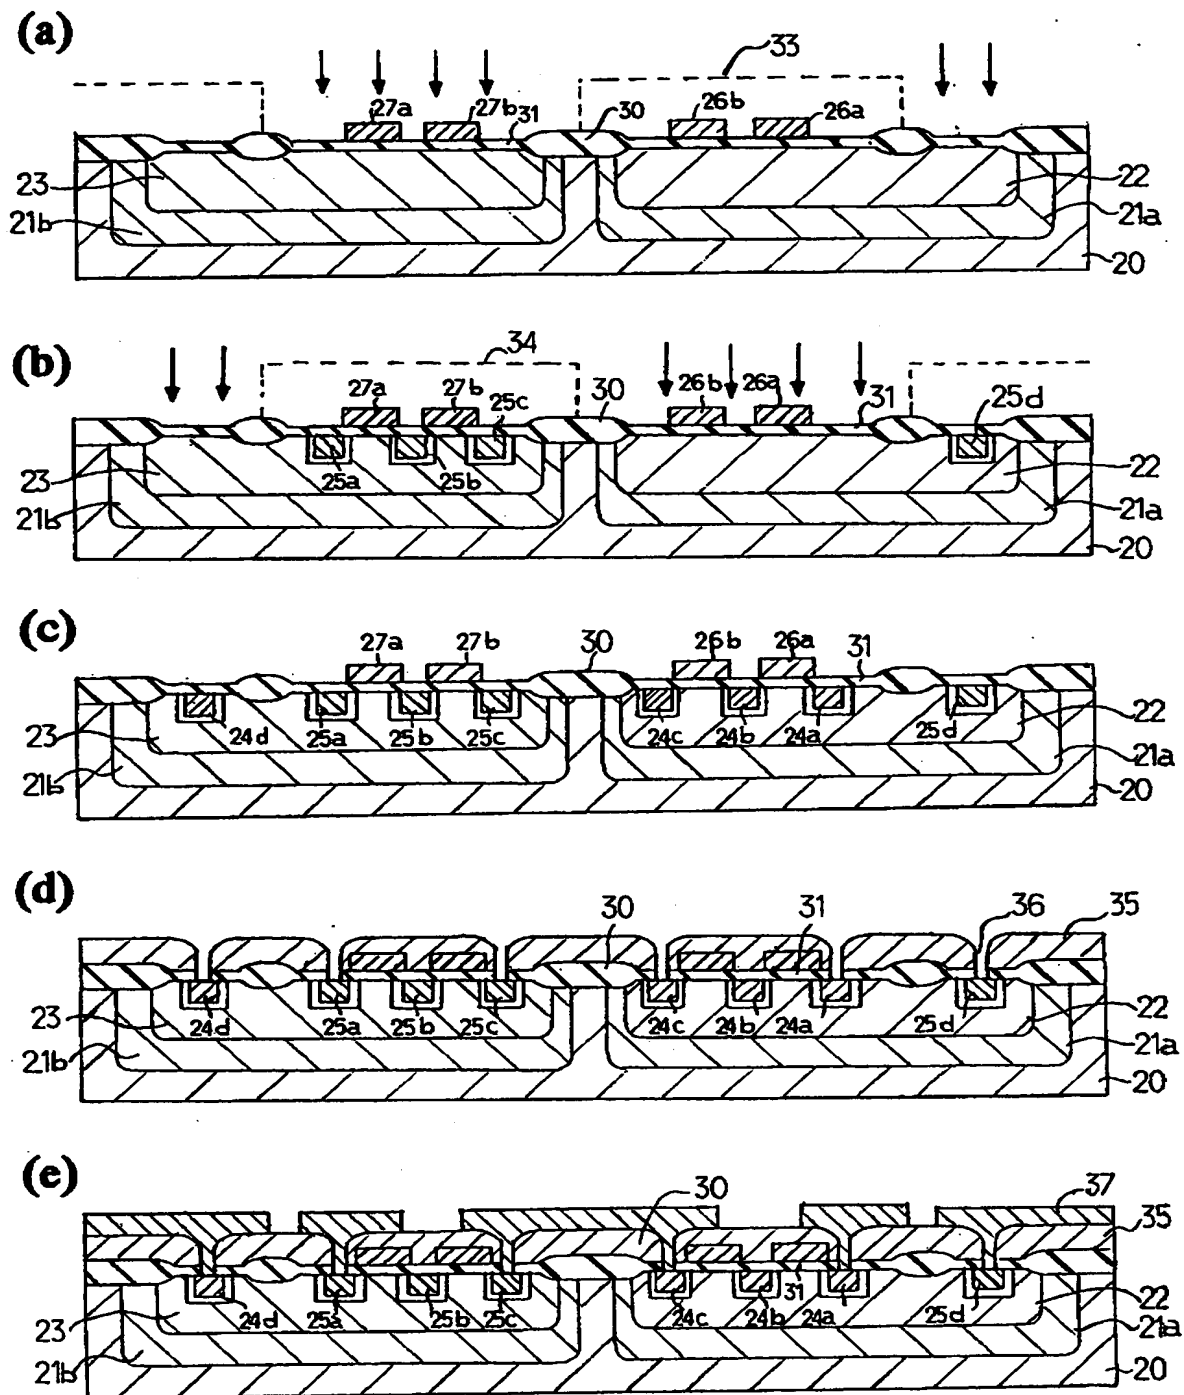 (a)
33
27a 27b 31 30 26b 26a
23 22
21b 21a
20
(b)
34
27a 27b 25c 30 26b 26a 31 25d
23 25a 25b 22
21b 21a
20
(c)
27a 27b 30 26b 26a 31
23 24d 25a 25b 25c 24c 24b 24a 25d 22
21b 21a
20
(d)
30 31 36 35
23 24d 25a 25b 25c 24c 24b 24a 25d 22
21b 21a
20
(e)
30 37
35
23 24d 25a 25b 25c 24c 24b 31 24a 25d 22
21b 21a
20